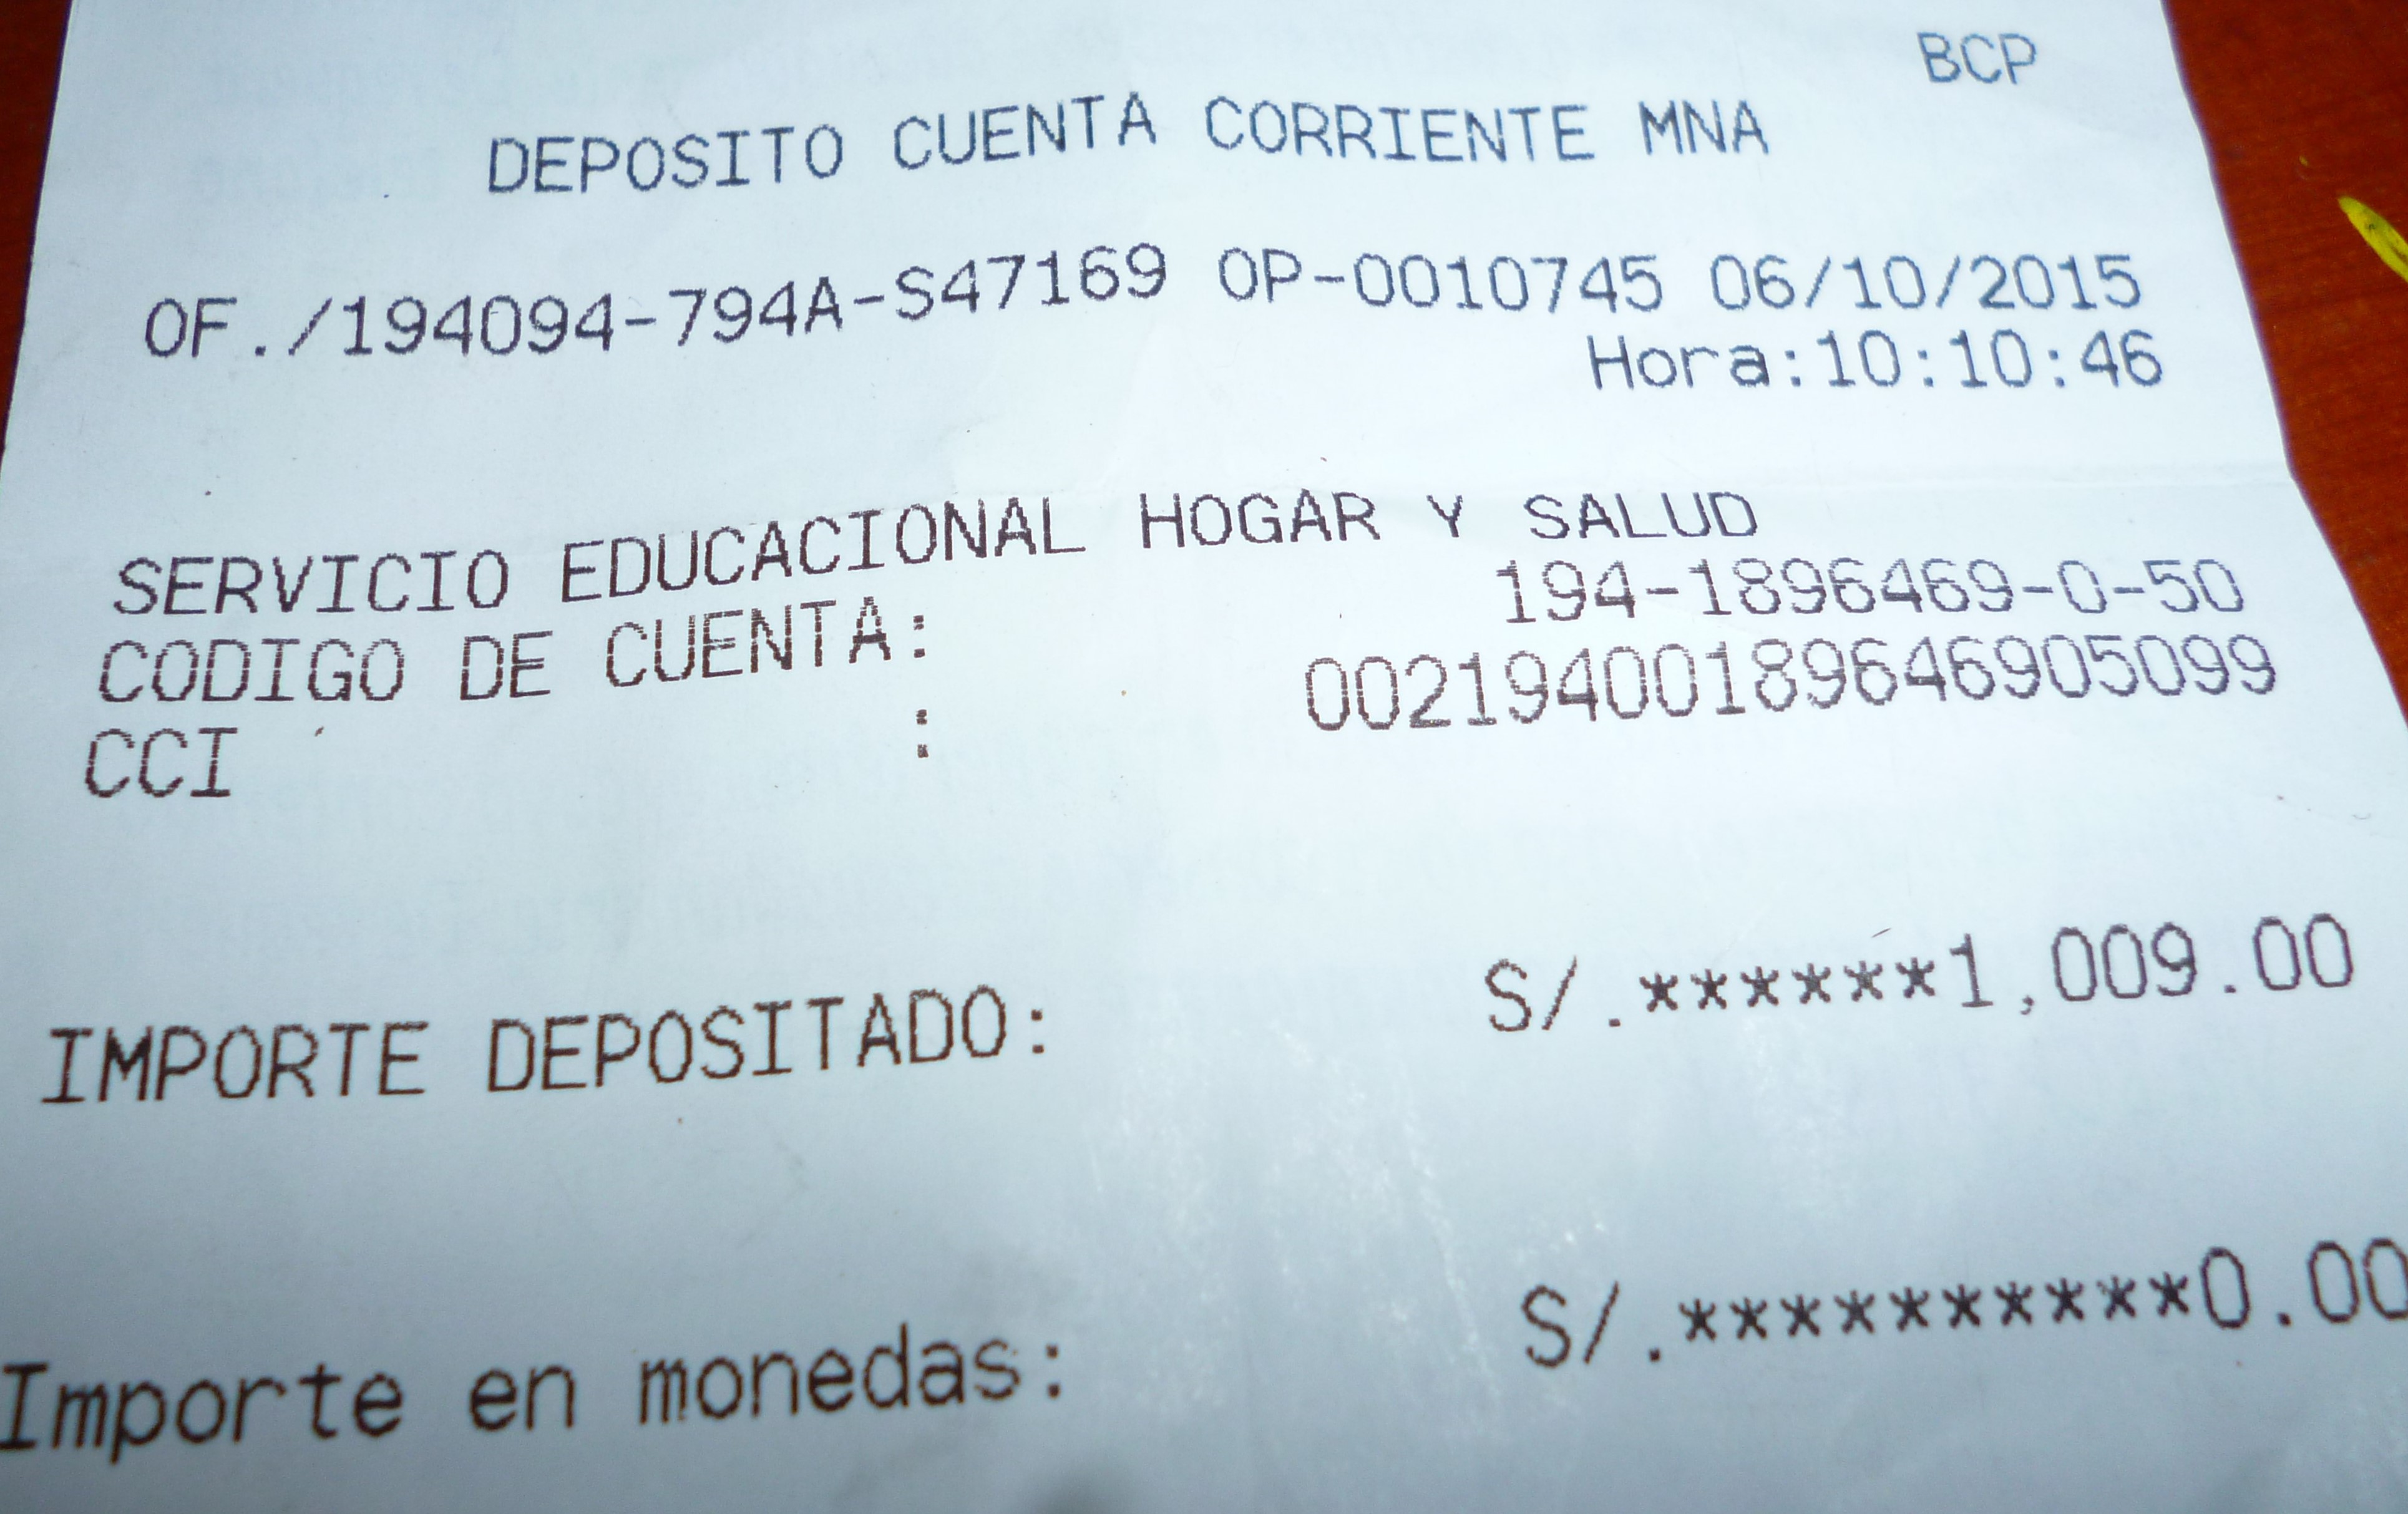 BCP
DEPOSITO CUENTA CORRIENTE MNA
OF./194094-794A-S47169 OP-0010745 06/10/2015
Hora:10:10:46
SERVICIO EDUCACIONAL HOGAR Y SALUD
CODIGO DE CUENTA: 194-1896469-0-50
CCI : 00219400189646905099
IMPORTE DEPOSITADO: S/.******1,009.00
Importe en monedas: S/.**********0.00